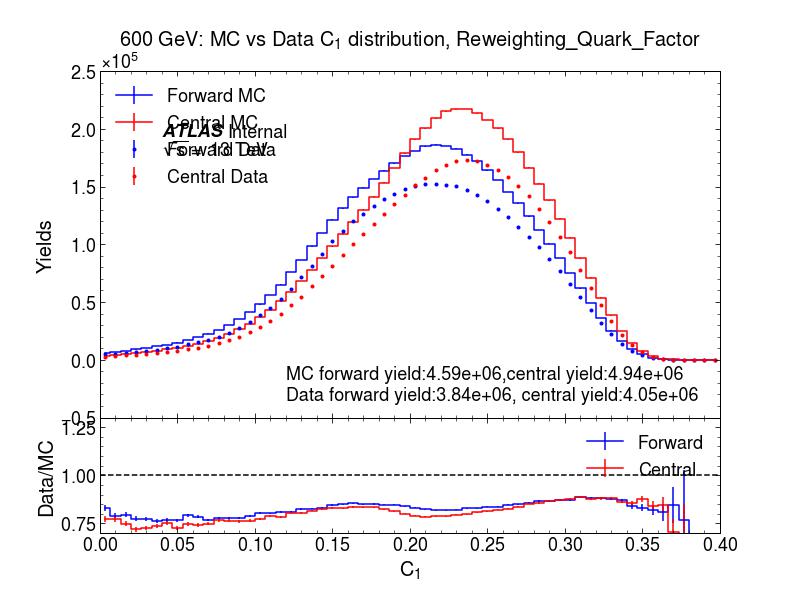 600 GeV: MC vs Data C1 distribution, Reweighting_Quark_Factor
×10^5
2.5
2.0
1.5
1.0
0.5
0.0
0.5
Yields
Forward MC
Central MC
ATLAS Internal
√s = 13 TeV
Forward Data
Central Data
MC forward yield:4.59e+06,central yield:4.94e+06
Data forward yield:3.84e+06, central yield:4.05e+06
1.25
1.00
0.75
Data/MC
Forward
Central
0.00 0.05 0.10 0.15 0.20 0.25 0.30 0.35 0.40
C1